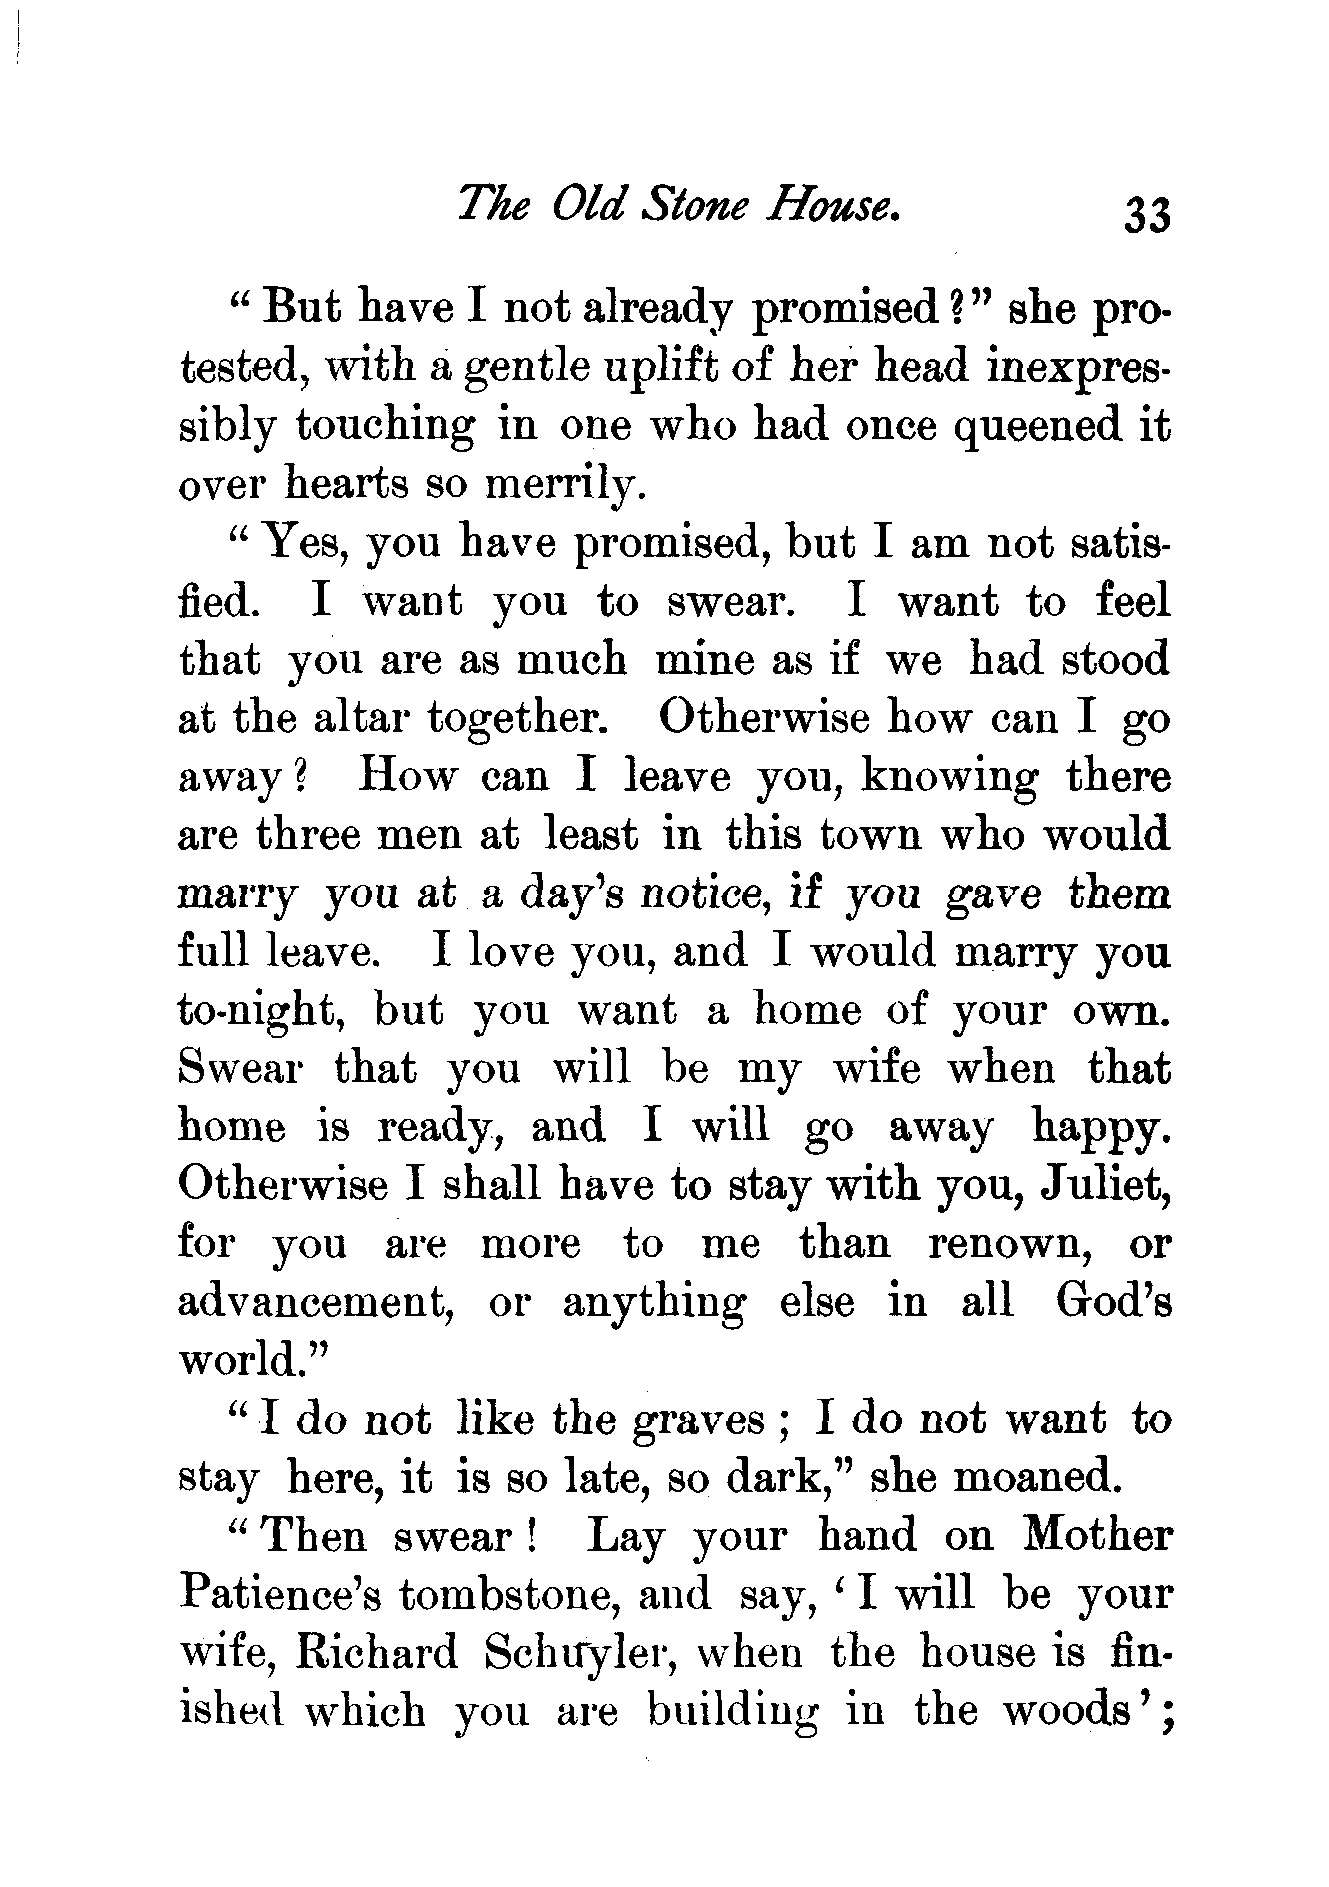 The Old Stone House. 33
“ But have I not already promised ?” she pro-
tested, with a gentle uplift of her head inexpres-
sibly touching in one who had once queened it
over hearts so merrily.
“ Yes, you have promised, but I am not satis-
fied. I want you to swear. I want to feel
that you are as much mine as if we had stood
at the altar together. Otherwise how can I go
away ? How can I leave you, knowing there
are three men at least in this town who would
marry you at a day’s notice, if you gave them
full leave. I love you, and I would marry you
to-night, but you want a home of your own.
Swear that you will be my wife when that
home is ready, and I will go away happy.
Otherwise I shall have to stay with you, Juliet,
for you are more to me than renown, or
advancement, or anything else in all God’s
world.”
“ I do not like the graves ; I do not want to
stay here, it is so late, so dark,” she moaned.
“ Then swear ! Lay your hand on Mother
Patience’s tombstone, and say, ‘ I will be your
wife, Richard Schuyler, when the house is fin-
ished which you are building in the woods ’ ;